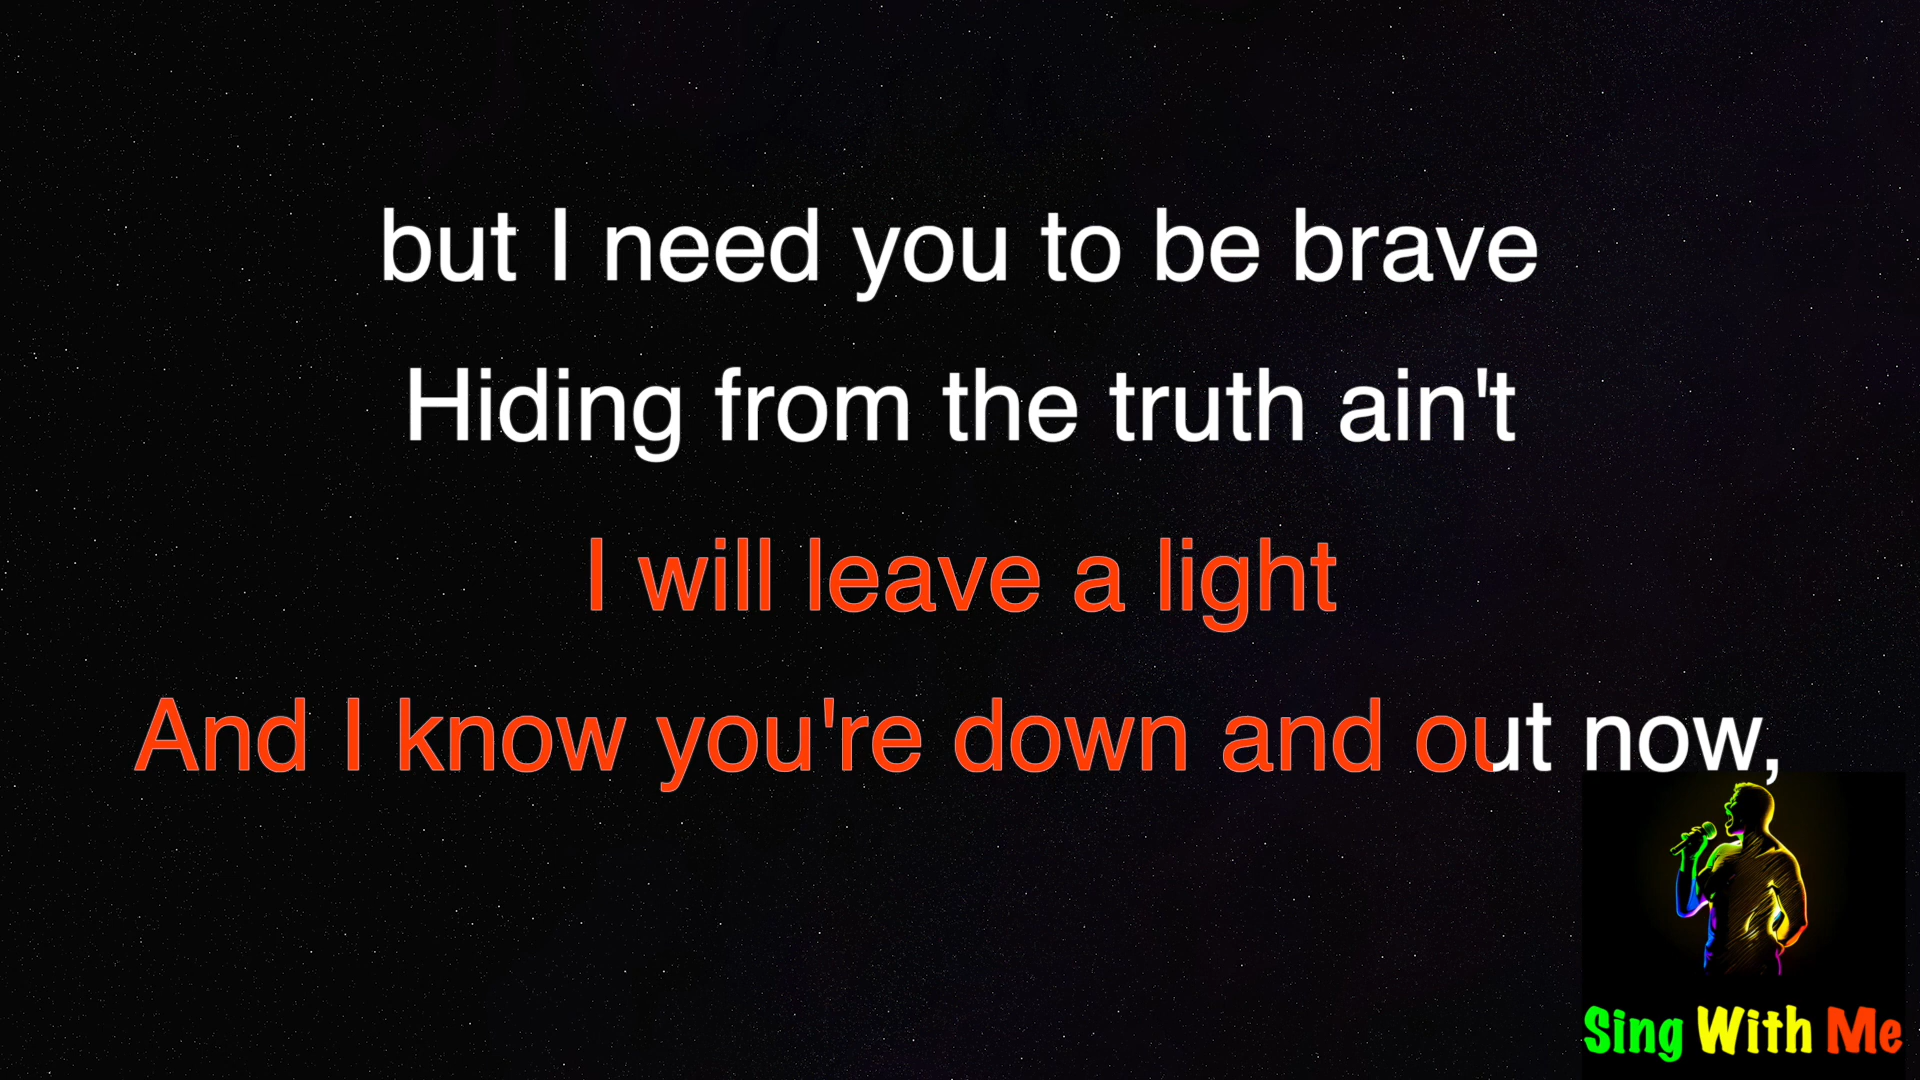 but I need you to be brave
Hiding from the truth ain't
I will leave a light
And I know you're down and out now,
Sing With Me